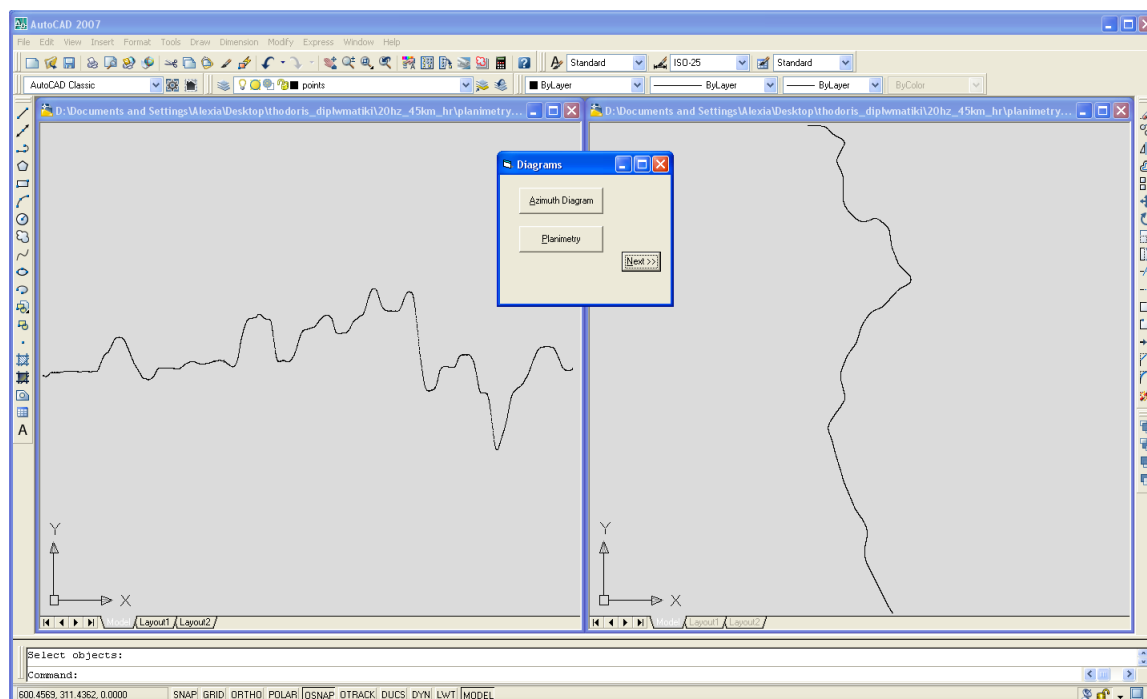 AutoCAD 2007
File Edit View Insert Format Tools Draw Dimension Modify Express Window Help
Standard ISO-25 Standard
AutoCAD Classic points ByLayer ByLayer ByLayer ByColor
D:\Documents and Settings\Alexia\Desktop\thodoris_diplwmatiki\20hz_45km_hr\planimetry...
D:\Documents and Settings\Alexia\Desktop\thodoris_diplwmatiki\20hz_45km_hr\planimetry...
Diagrams
Azimuth Diagram
Planimetry
Next >>
A
Y
X
Y
X
Model Layout1 Layout2
Model Layout1 Layout2
Select objects:
Command:
600.4569, 311.4362, 0.0000 SNAP GRID ORTHO POLAR OSNAP OTRACK DUCS DYN LWT MODEL